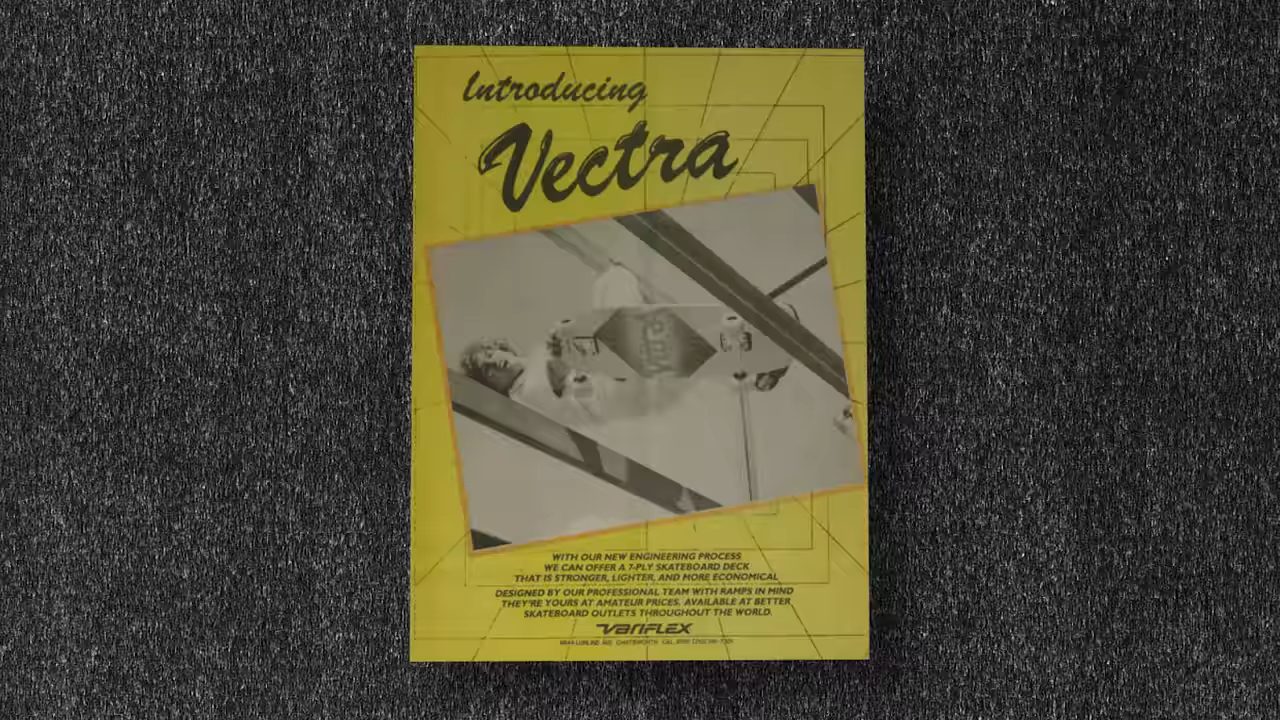 Introducing
Vectra
WITH OUR NEW ENGINEERING PROCESS
WE CAN OFFER A 7-PLY SKATEBOARD DECK
THAT IS STRONGER, LIGHTER, AND MORE ECONOMICAL
DESIGNED BY OUR PROFESSIONAL TEAM WITH RAMPS IN MIND
THEY'RE YOURS AT AMATEUR PRICES. AVAILABLE AT BETTER
SKATEBOARD OUTLETS THROUGHOUT THE WORLD.
VARIFLEX
CHATSWORTH